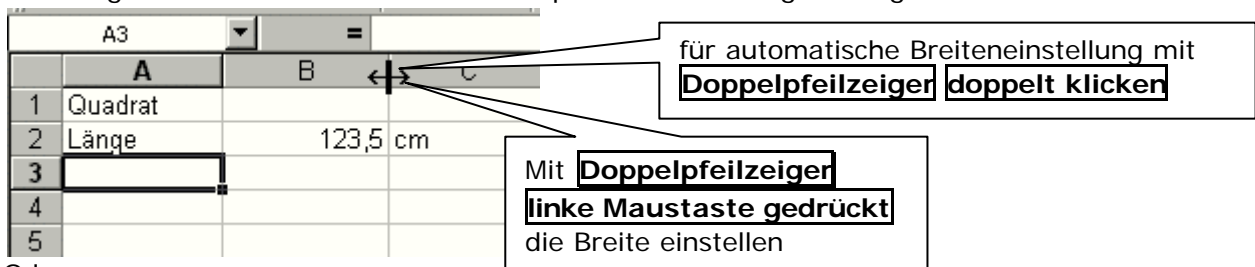 A3 =
A B C
1 Quadrat
2 Länge 123,5 cm
3
4
5
für automatische Breiteneinstellung mit
Doppelpfeilzeiger doppelt klicken
Mit Doppelpfeilzeiger
linke Maustaste gedrückt
die Breite einstellen